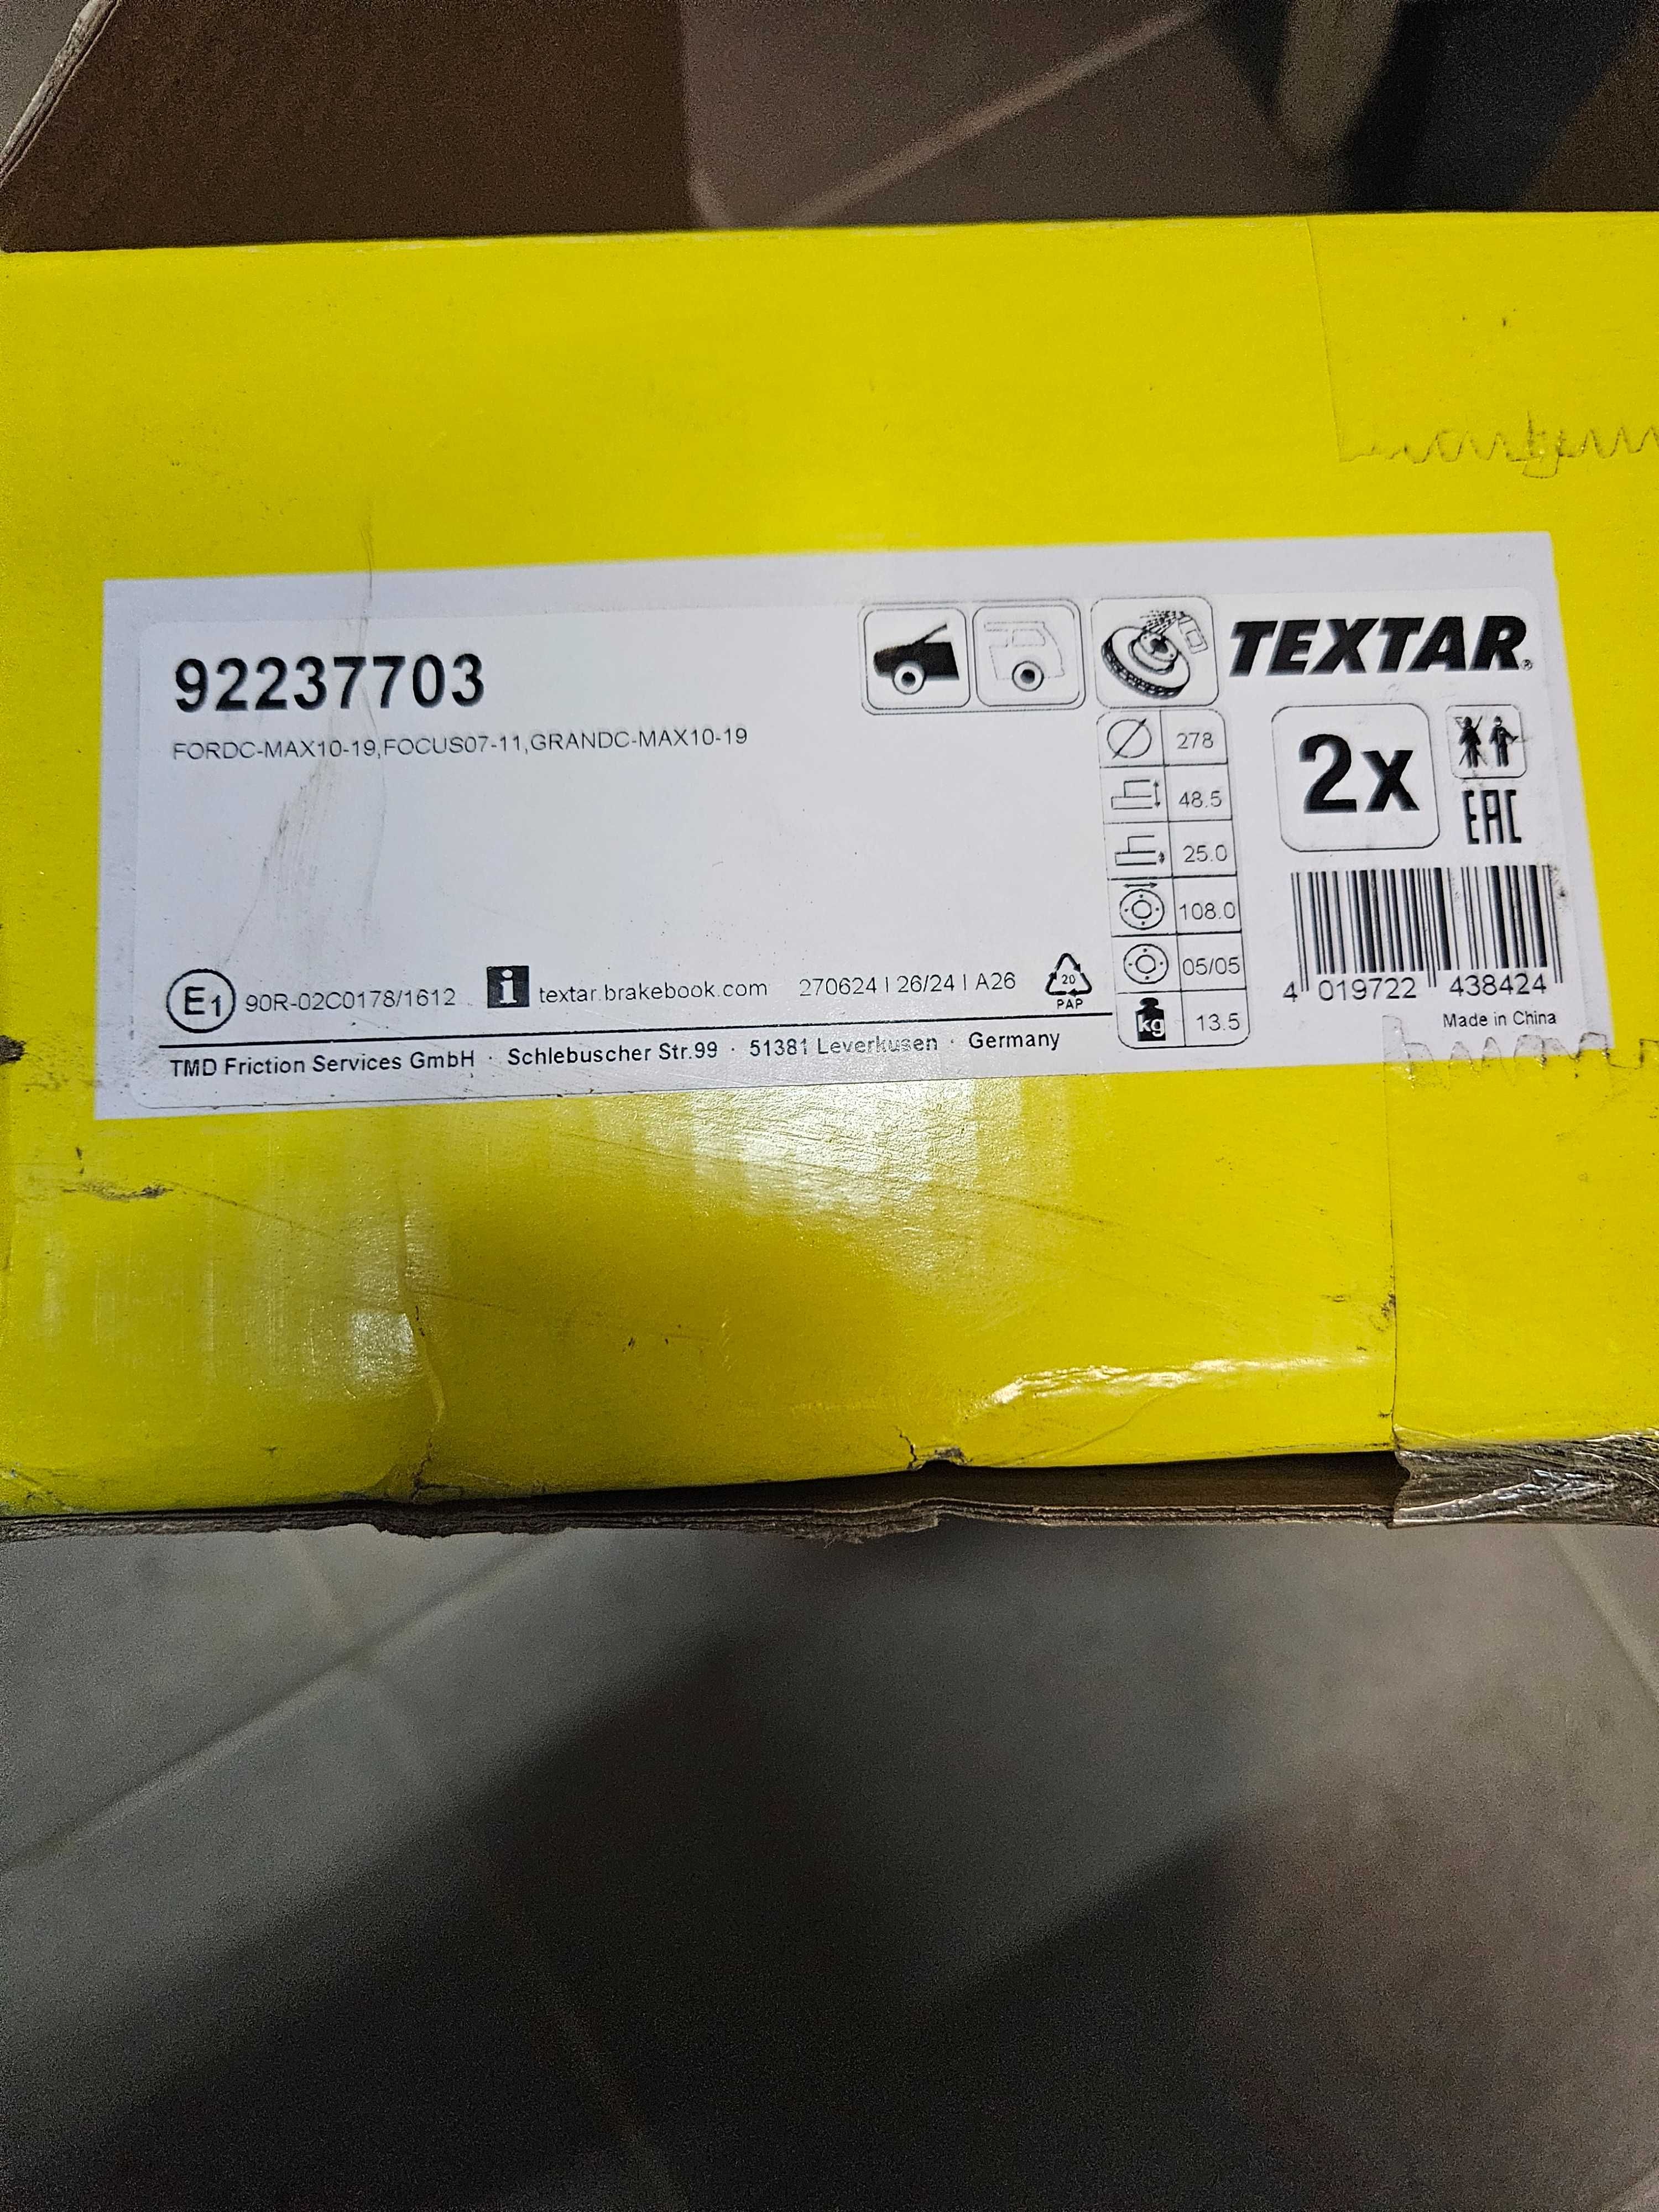 92237703
FORDC-MAX10-19,FOCUS07-11,GRANDC-MAX10-19
TEXTAR®
278
48.5
25.0
108.0
05/05
kg 13.5
2x
EAC
4 019722 438424
Made in China
E1 90R-02C0178/1612
i textar.brakebook.com
270624 | 26/24 | A26
20
PAP
TMD Friction Services GmbH · Schlebuscher Str.99 · 51381 Leverkusen · Germany